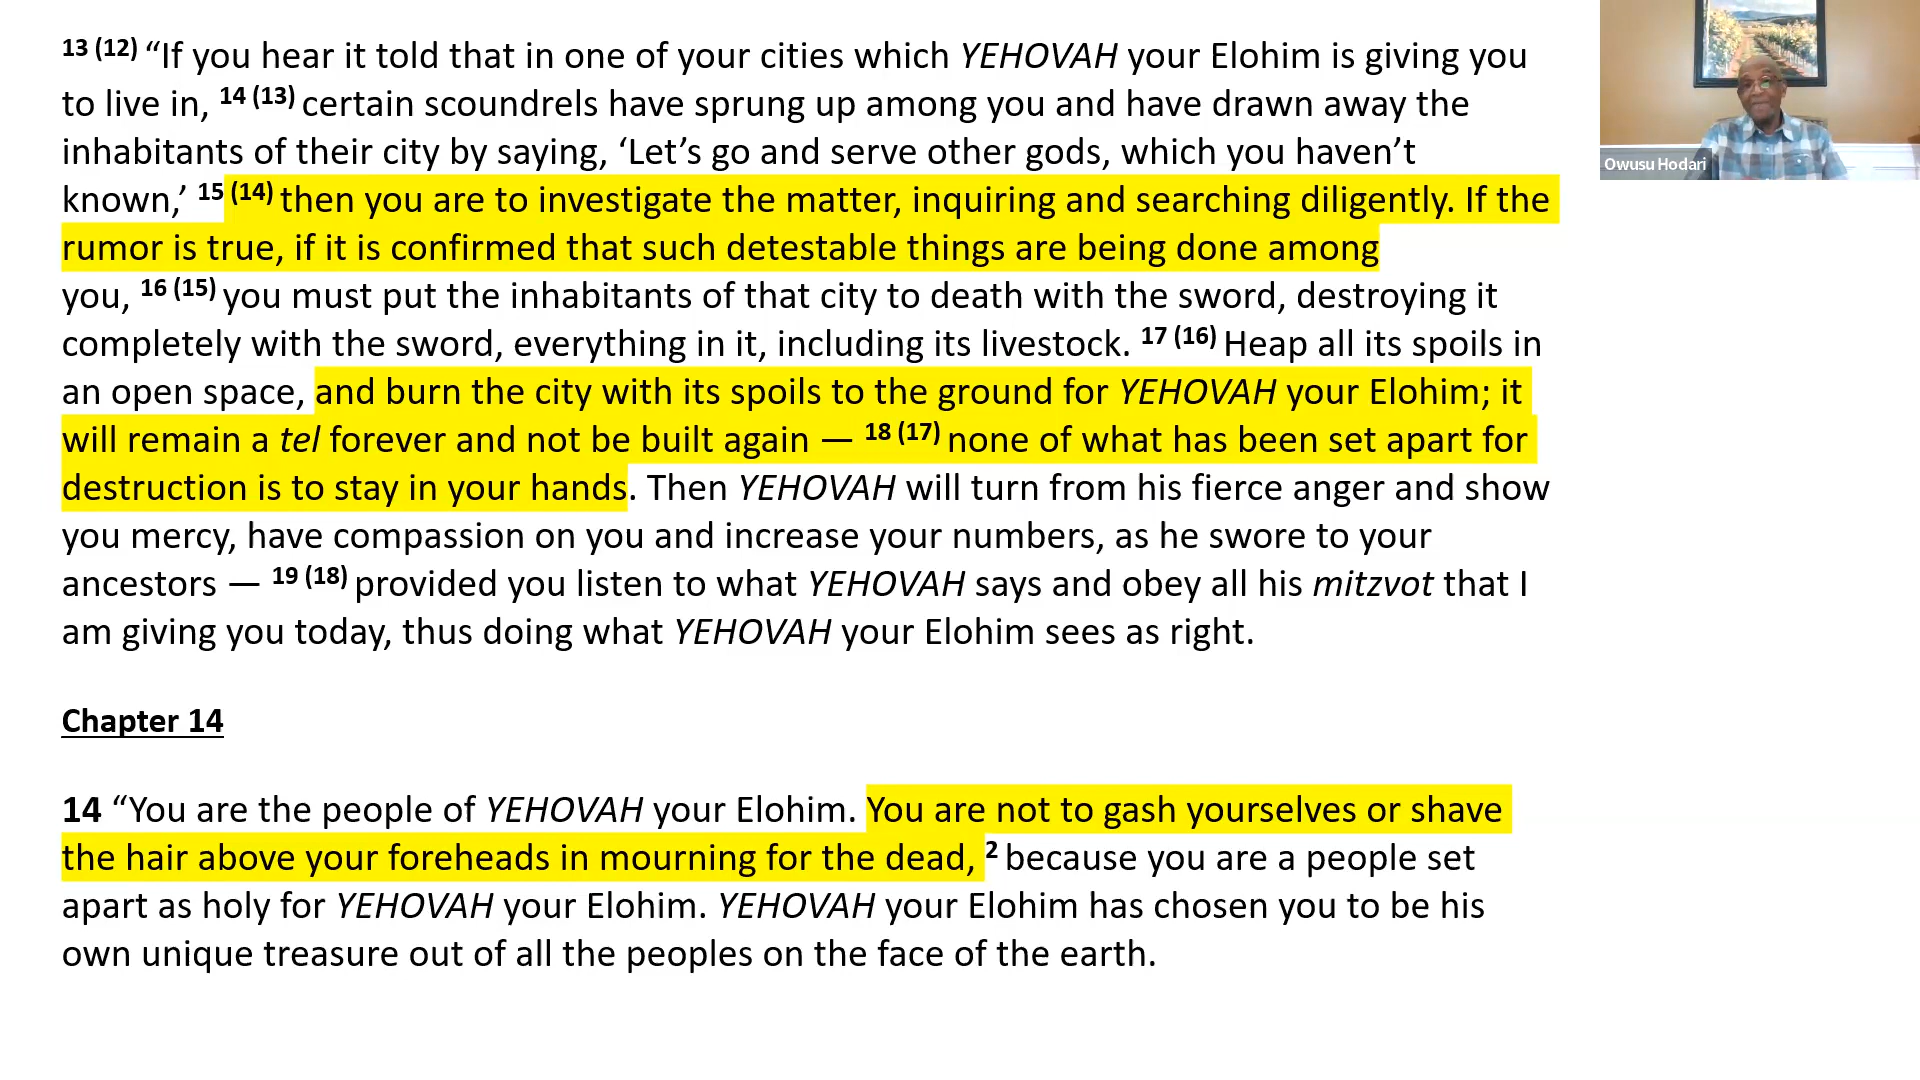 13 (12) “If you hear it told that in one of your cities which YEHOVAH your Elohim is giving you
to live in, 14 (13) certain scoundrels have sprung up among you and have drawn away the
inhabitants of their city by saying, ‘Let’s go and serve other gods, which you haven’t
known,’ 15 (14) then you are to investigate the matter, inquiring and searching diligently. If the
rumor is true, if it is confirmed that such detestable things are being done among
you, 16 (15) you must put the inhabitants of that city to death with the sword, destroying it
completely with the sword, everything in it, including its livestock. 17 (16) Heap all its spoils in
an open space, and burn the city with its spoils to the ground for YEHOVAH your Elohim; it
will remain a tel forever and not be built again — 18 (17) none of what has been set apart for
destruction is to stay in your hands. Then YEHOVAH will turn from his fierce anger and show
you mercy, have compassion on you and increase your numbers, as he swore to your
ancestors — 19 (18) provided you listen to what YEHOVAH says and obey all his mitzvot that I
am giving you today, thus doing what YEHOVAH your Elohim sees as right.
Chapter 14
14 “You are the people of YEHOVAH your Elohim. You are not to gash yourselves or shave
the hair above your foreheads in mourning for the dead, 2 because you are a people set
apart as holy for YEHOVAH your Elohim. YEHOVAH your Elohim has chosen you to be his
own unique treasure out of all the peoples on the face of the earth.
Owusu Hodari